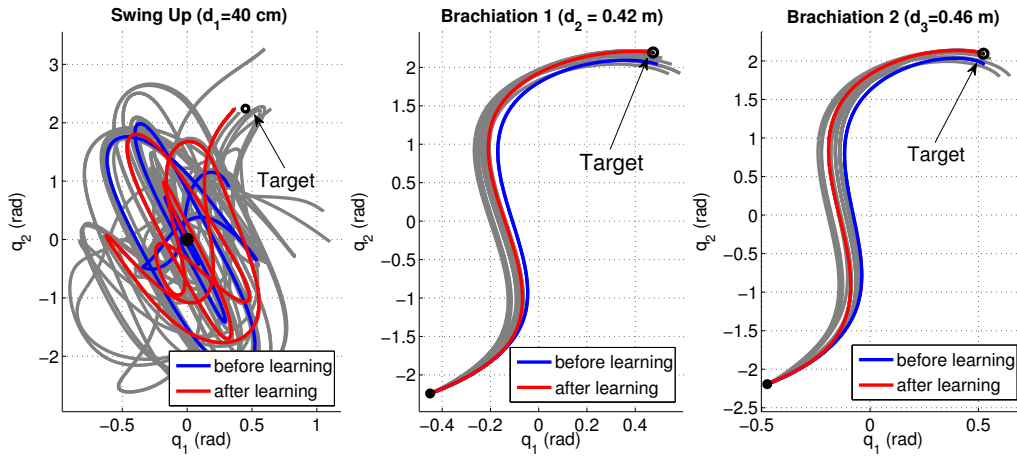 Swing Up (d1=40 cm)
3
2
1
0
−1
−2
q2 (rad)
Target
before learning
after learning
−0.5
0
0.5
1
q1 (rad)
Brachiation 1 (d2 = 0.42 m)
2
1.5
1
0.5
0
−0.5
−1
−1.5
−2
q2 (rad)
Target
before learning
after learning
−0.4
−0.2
0
0.2
0.4
q1 (rad)
Brachiation 2 (d3=0.46 m)
2
1.5
1
0.5
0
−0.5
−1
−1.5
−2
−2.5
q2 (rad)
Target
before learning
after learning
−0.5
0
0.5
q1 (rad)